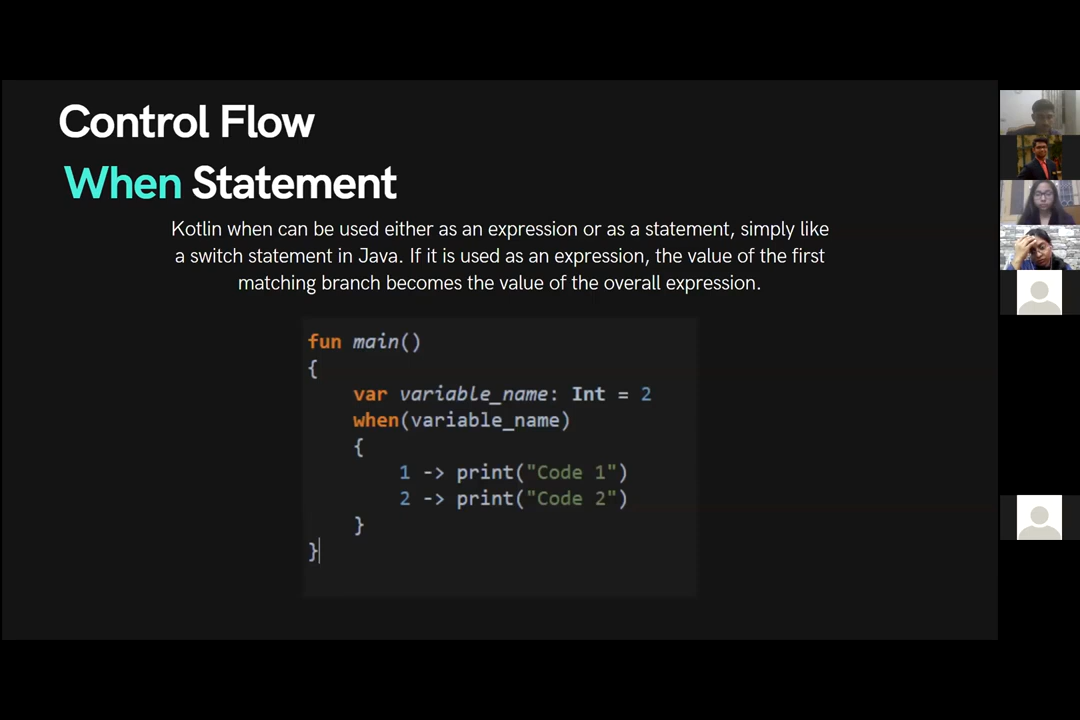 Control Flow
When Statement
Kotlin when can be used either as an expression or as a statement, simply like
a switch statement in Java. If it is used as an expression, the value of the first
matching branch becomes the value of the overall expression.
fun main()
{
var variable_name: Int = 2
when(variable_name)
{
1 -> print("Code 1")
2 -> print("Code 2")
}
}